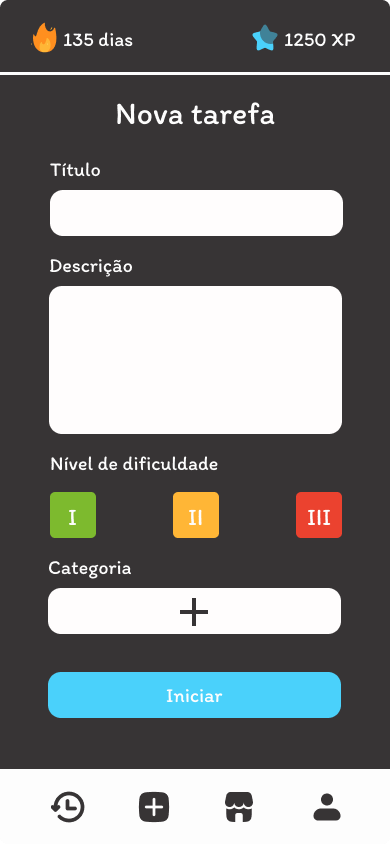 135 dias
1250 XP
Nova tarefa
Título
Descrição
Nível de dificuldade
I
II
III
Categoria
Iniciar